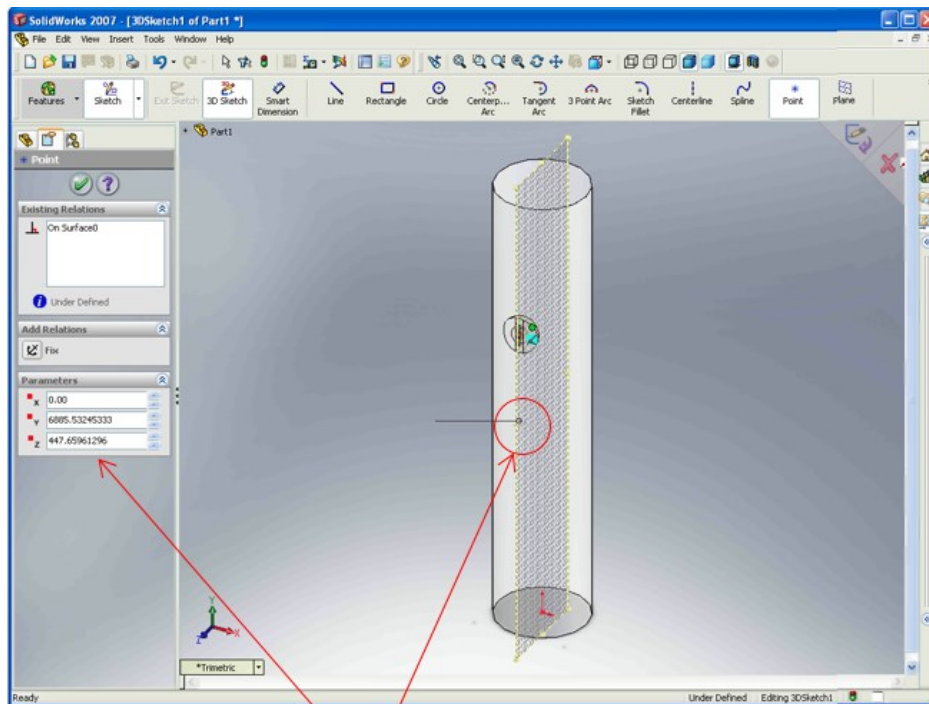 SolidWorks 2007 - [3DSketch1 of Part1 *]
File Edit View Insert Tools Window Help
Features Sketch Exit Sketch 3D Sketch Smart Dimension Line Rectangle Circle Centerp... Arc Tangent Arc 3 Point Arc Sketch Fillet Centerline Spline Point Plane
Part1
Point
Existing Relations
On Surface0
Under Defined
Add Relations
Fix
Parameters
X 0.00
Y 6885.53245333
Z 447.65961296
Y
Z X
*Trimetric
Ready Under Defined Editing 3DSketch1